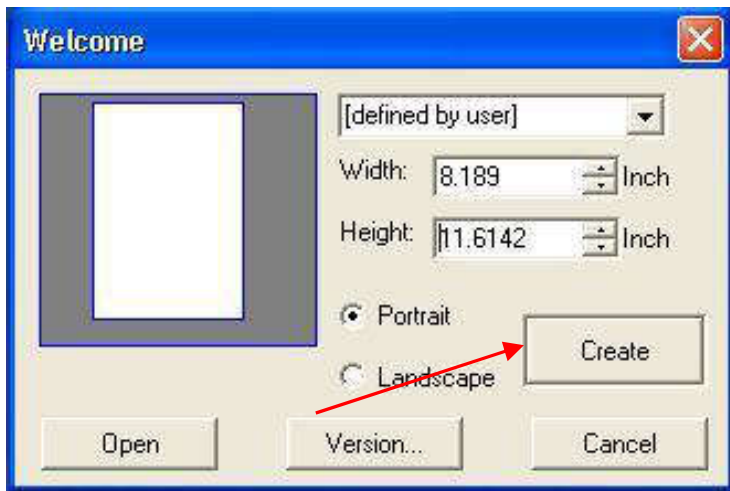 Welcome
[defined by user]
Width: 8.189 Inch
Height: 11.6142 Inch
Portrait
Landscape
Create
Open Version... Cancel